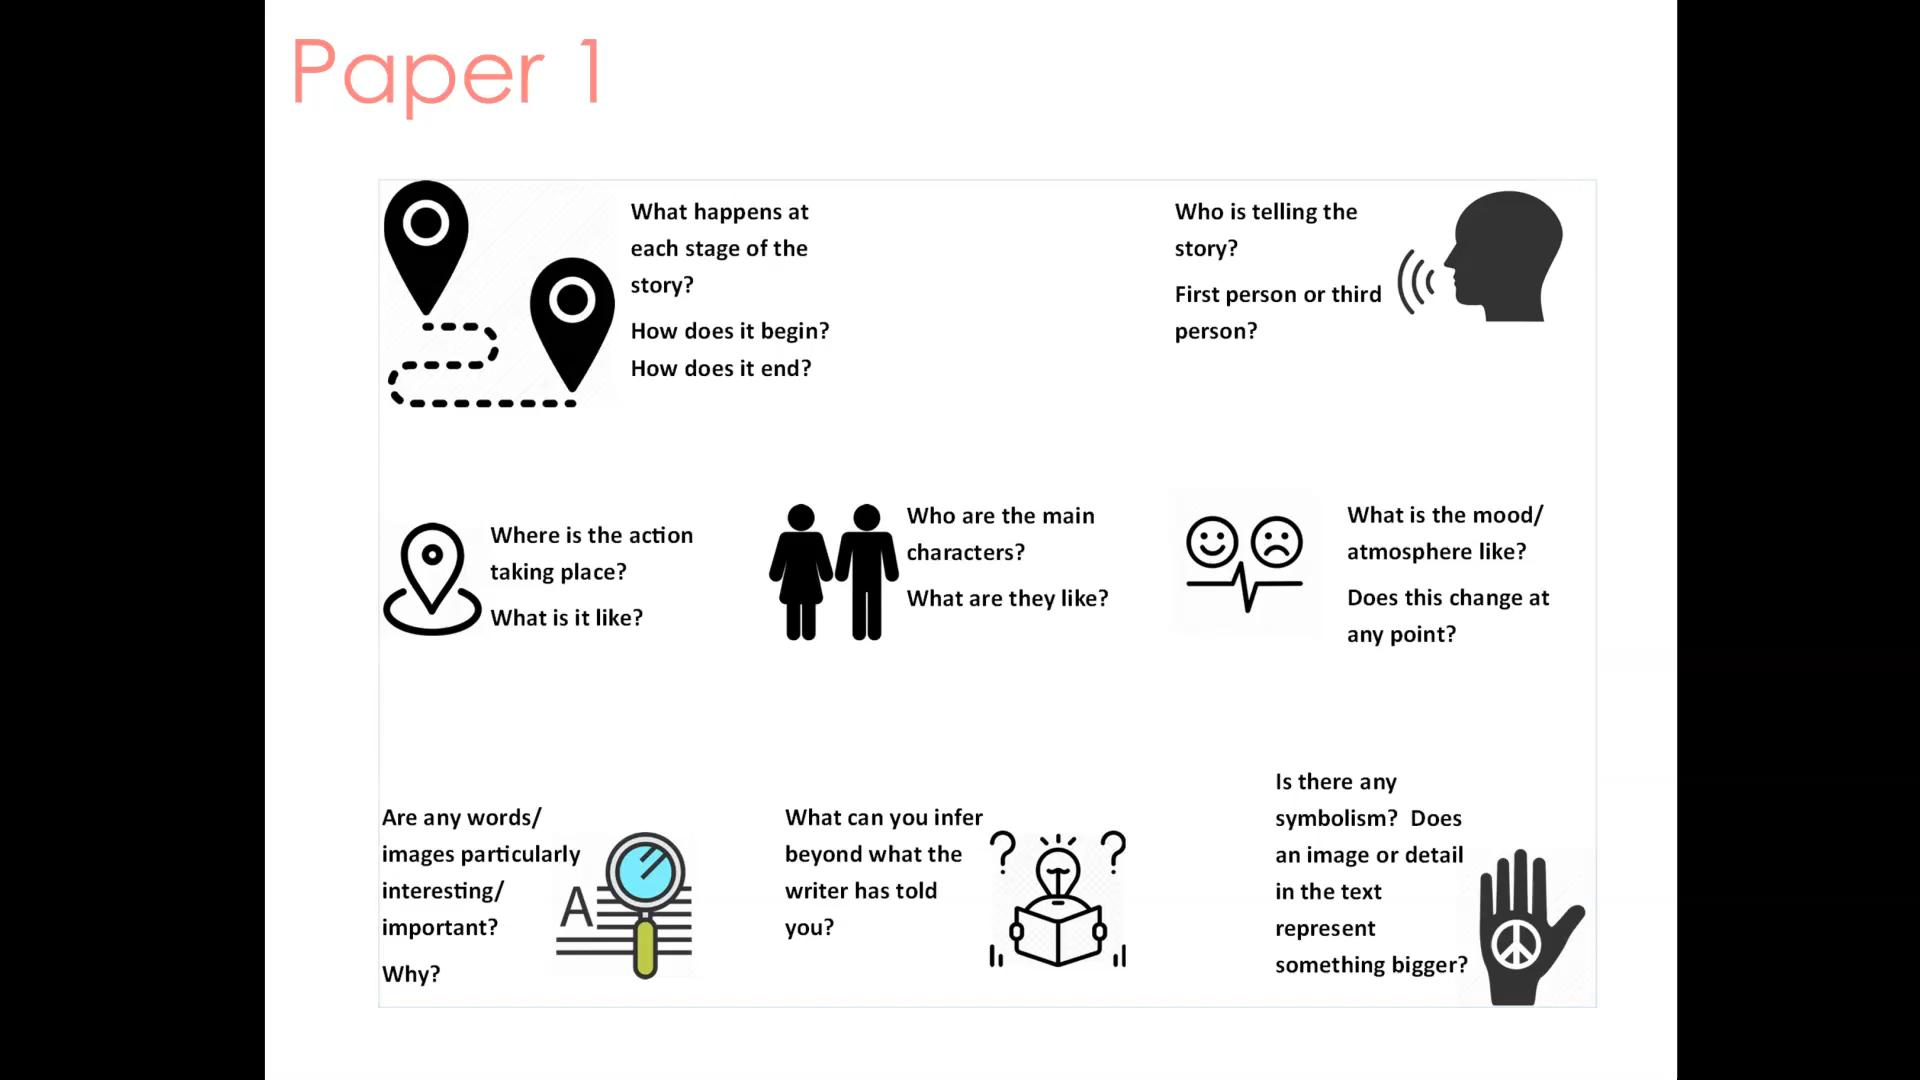 Paper 1
What happens at
each stage of the
story?
How does it begin?
How does it end?
Who is telling the
story?
First person or third
person?
Where is the action
taking place?
What is it like?
Who are the main
characters?
What are they like?
What is the mood/
atmosphere like?
Does this change at
any point?
Are any words/
images particularly
interesting/
important?
Why?
A
What can you infer
beyond what the
writer has told
you?
? ?
Is there any
symbolism?  Does
an image or detail
in the text
represent
something bigger?